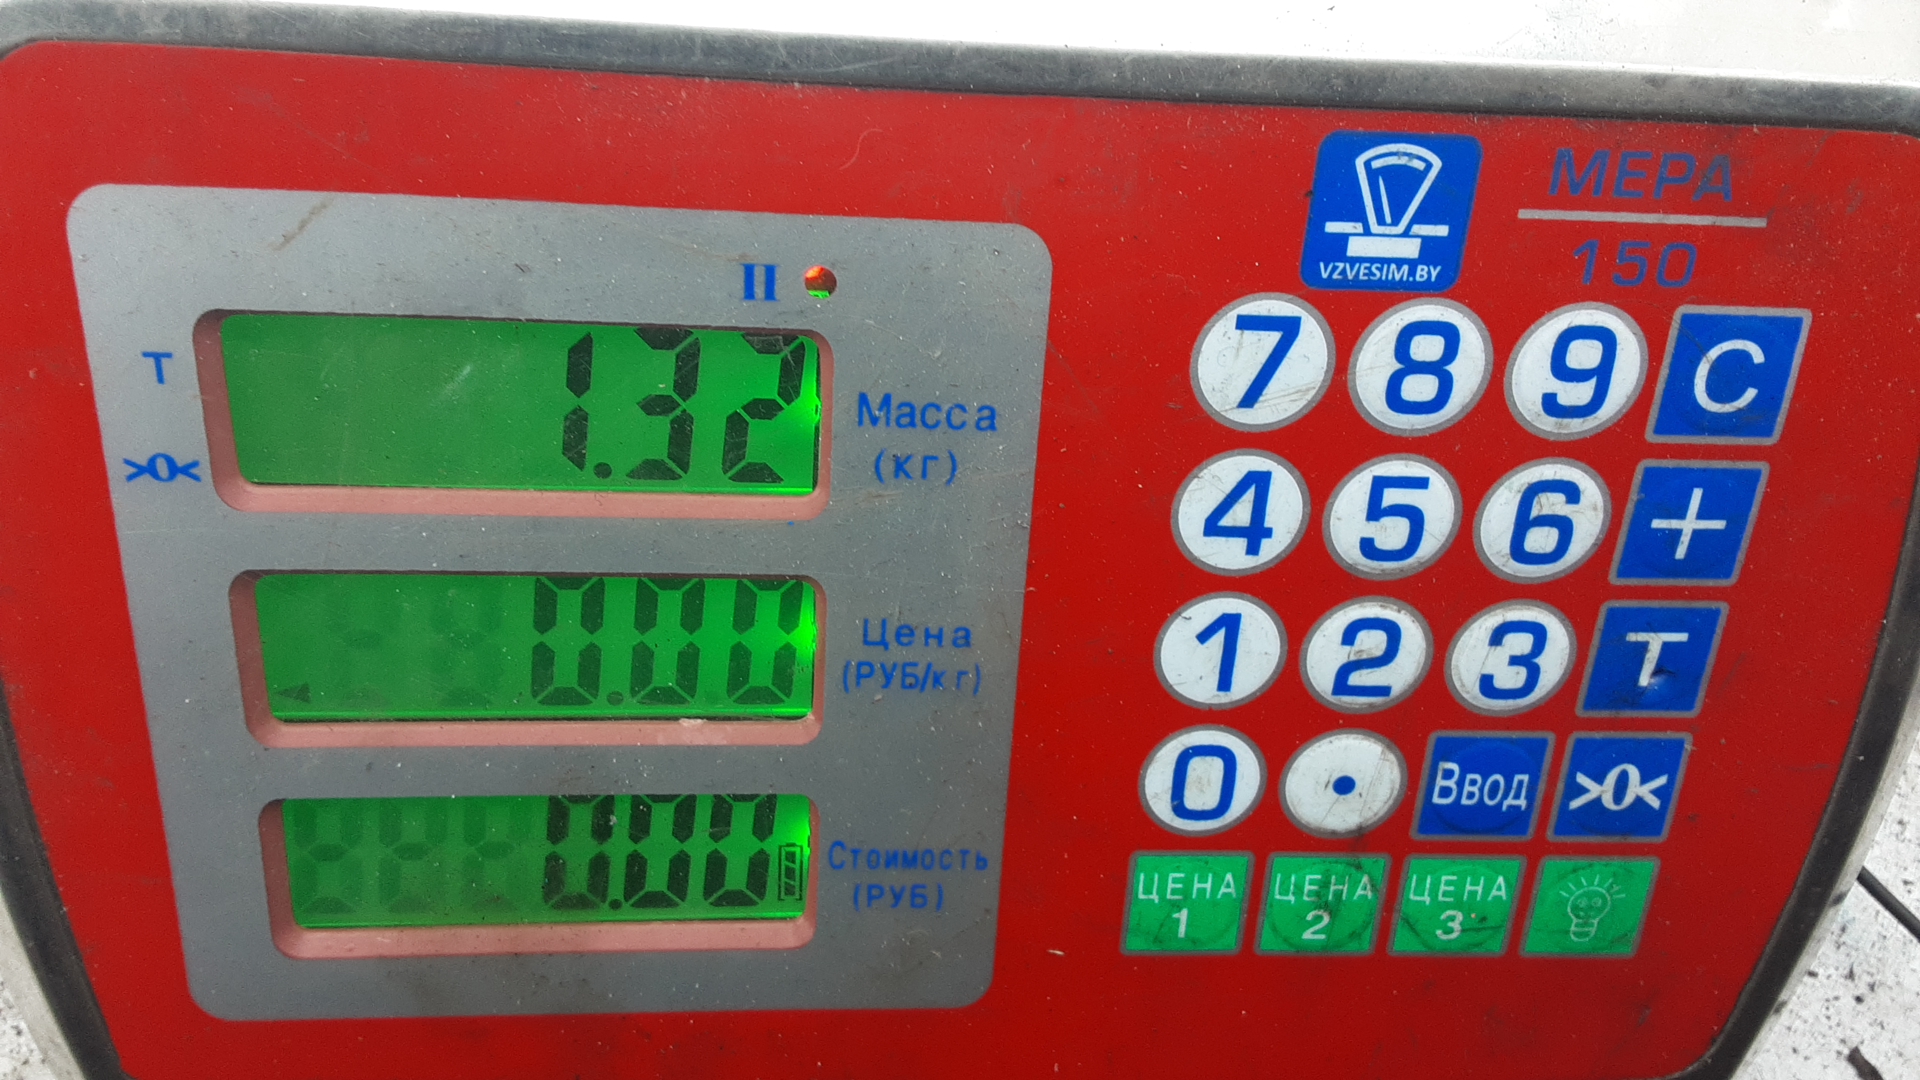 VZVESIM.BY
МЕРА
150
II
T
>0<
1.32
Масса
(кг)
0.00
Цена
(РУБ/кг)
0.00
Стоимость
(РУБ)
7 8 9 C
4 5 6 +
1 2 3 T
0 . Ввод >0<
ЦЕНА 1 ЦЕНА 2 ЦЕНА 3